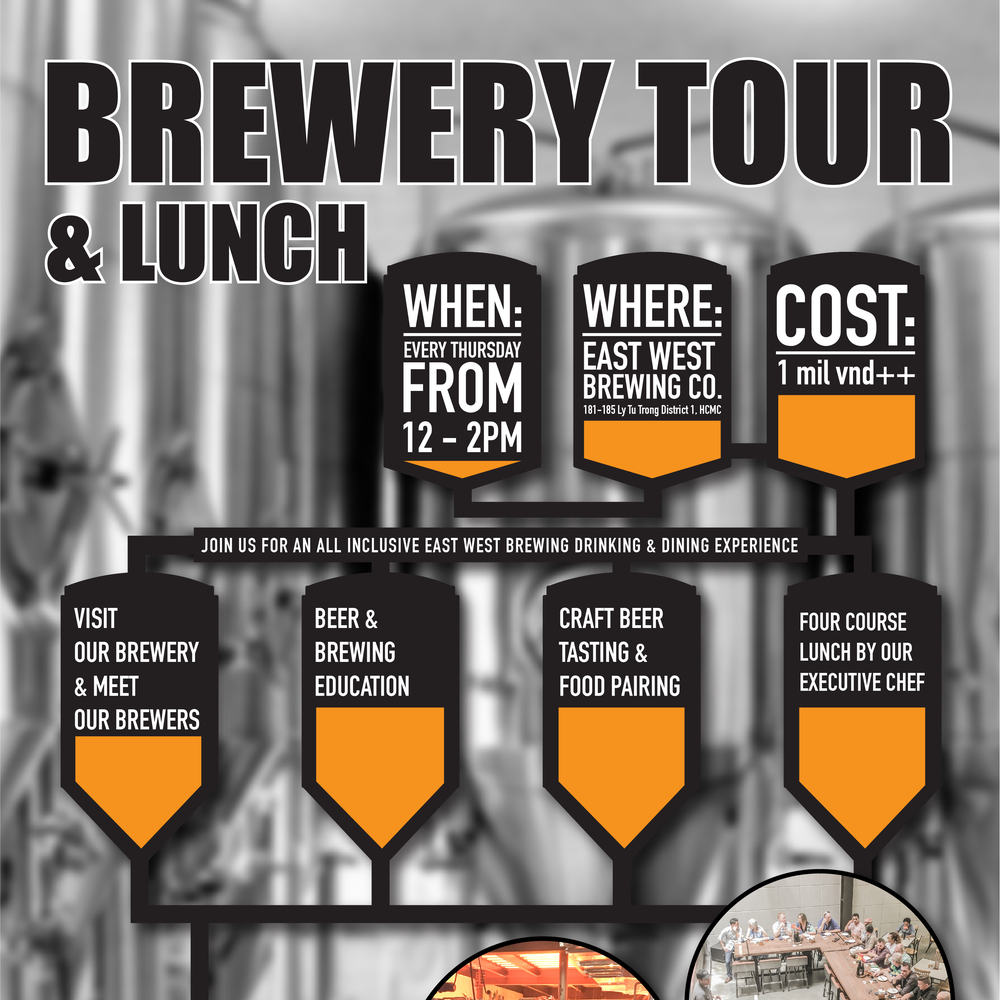 BREWERY TOUR
& LUNCH
WHEN:
EVERY THURSDAY
FROM
12 - 2PM
WHERE:
EAST WEST
BREWING CO.
181-185 Ly Tu Trong District 1, HCMC
COST:
1 mil vnd++
JOIN US FOR AN ALL INCLUSIVE EAST WEST BREWING DRINKING & DINING EXPERIENCE
VISIT
OUR BREWERY
& MEET
OUR BREWERS
BEER &
BREWING
EDUCATION
CRAFT BEER
TASTING &
FOOD PAIRING
FOUR COURSE
LUNCH BY OUR
EXECUTIVE CHEF